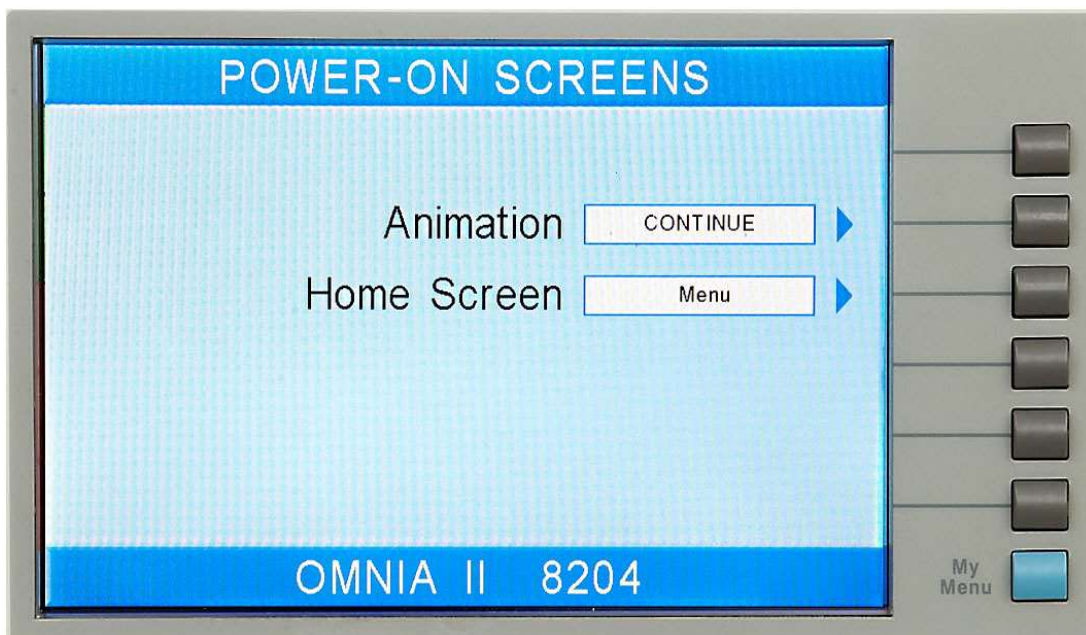 POWER-ON SCREENS
Animation CONTINUE
Home Screen Menu
OMNIA II 8204
My
Menu